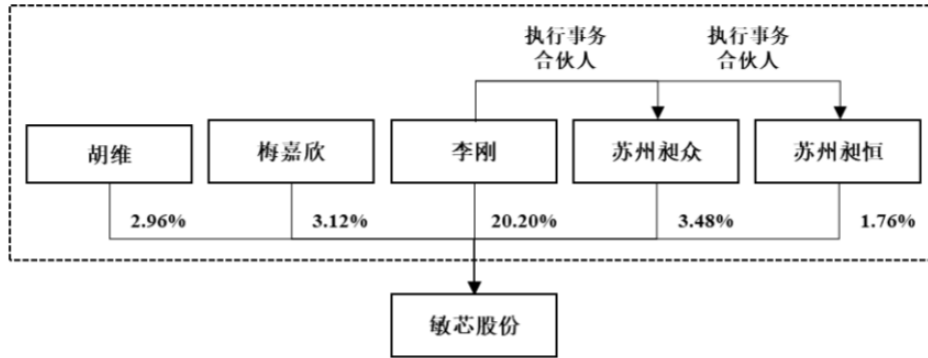 执行事务 执行事务
合伙人 合伙人
胡维 梅嘉欣 李刚 苏州昶众 苏州昶恒
2.96% 3.12% 20.20% 3.48% 1.76%
敏芯股份